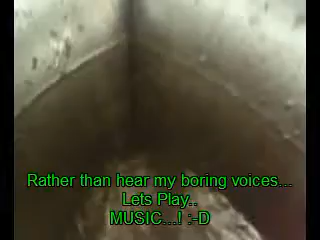 Rather than hear my boring voices...
Lets Play..
MUSIC...! :-D